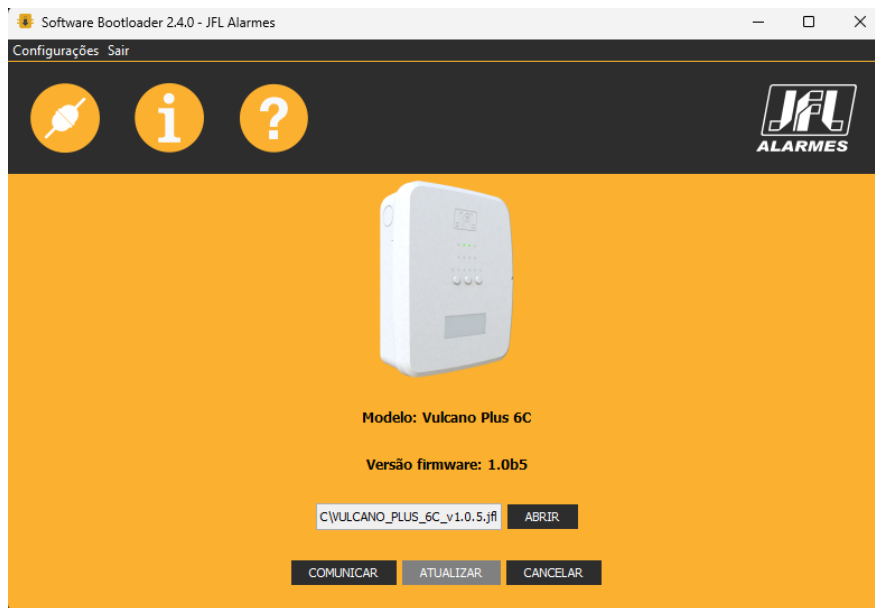 Software Bootloader 2.4.0 - JFL Alarmes
Configurações Sair
i ?
JFL
ALARMES
Modelo: Vulcano Plus 6C
Versão firmware: 1.0b5
C\VULCANO_PLUS_6C_v1.0.5.jfl ABRIR
COMUNICAR ATUALIZAR CANCELAR